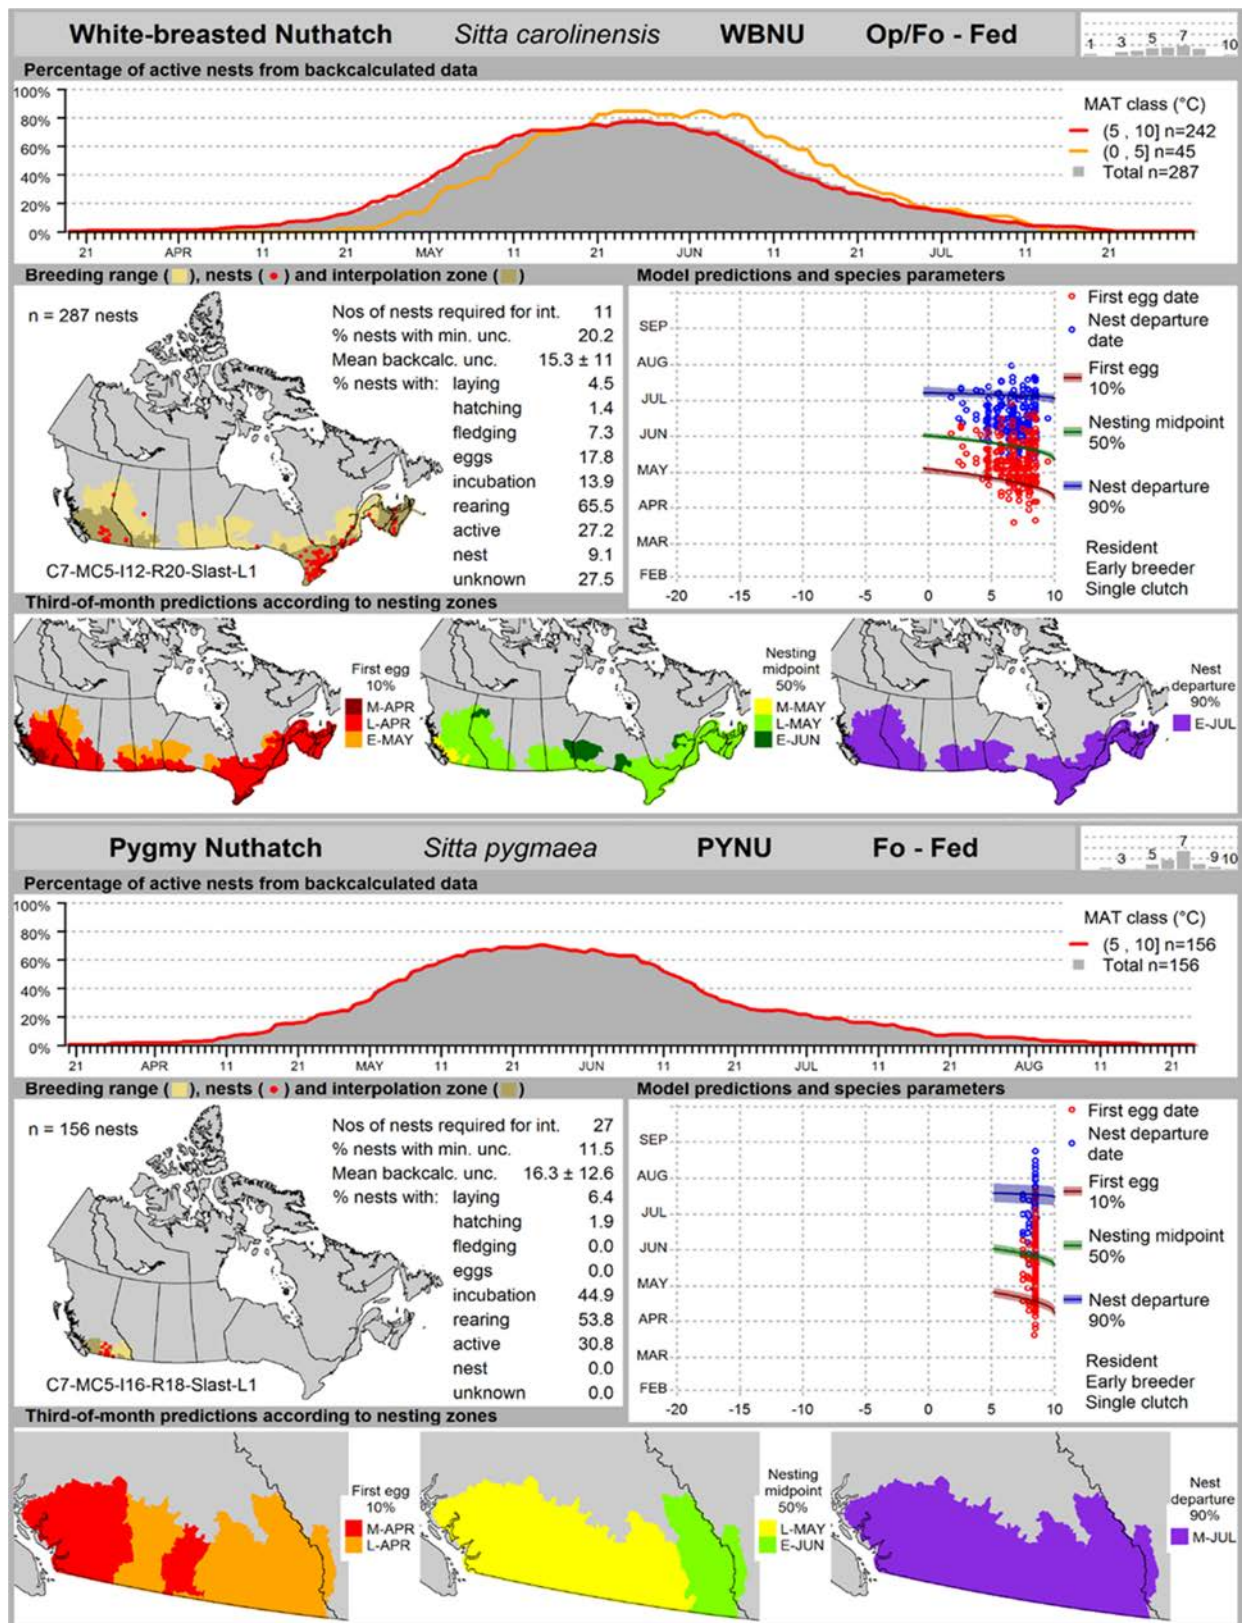 White-breasted Nuthatch Sitta carolinensis WBNU Op/Fo - Fed
1 3 5 7 10
Percentage of active nests from backcalculated data
100%
80%
60%
40%
20%
0%
21 APR 11 21 MAY 11 21 JUN 11 21 JUL 11 21
MAT class (°C)
(5 , 10] n=242
(0 , 5] n=45
Total n=287
Breeding range ( ), nests ( ) and interpolation zone ( )
n = 287 nests
Nos of nests required for int. 11
% nests with min. unc. 20.2
Mean backcalc. unc. 15.3 ± 11
% nests with: laying 4.5
hatching 1.4
fledging 7.3
eggs 17.8
incubation 13.9
rearing 65.5
active 27.2
nest 9.1
unknown 27.5
C7-MC5-I12-R20-Slast-L1
Model predictions and species parameters
SEP
AUG
JUL
JUN
MAY
APR
MAR
FEB
-20 -15 -10 -5 0 5 10
First egg date
Nest departure
date
First egg
10%
Nesting midpoint
50%
Nest departure
90%
Resident
Early breeder
Single clutch
Third-of-month predictions according to nesting zones
First egg
10%
M-APR
L-APR
E-MAY
Nesting
midpoint
50%
M-MAY
L-MAY
E-JUN
Nest
departure
90%
E-JUL
Pygmy Nuthatch Sitta pygmaea PYNU Fo - Fed
3 5 7 9 10
Percentage of active nests from backcalculated data
100%
80%
60%
40%
20%
0%
21 APR 11 21 MAY 11 21 JUN 11 21 JUL 11 21 AUG 11 21
MAT class (°C)
(5 , 10] n=156
Total n=156
Breeding range ( ), nests ( ) and interpolation zone ( )
n = 156 nests
Nos of nests required for int. 27
% nests with min. unc. 11.5
Mean backcalc. unc. 16.3 ± 12.6
% nests with: laying 6.4
hatching 1.9
fledging 0.0
eggs 0.0
incubation 44.9
rearing 53.8
active 30.8
nest 0.0
unknown 0.0
C7-MC5-I16-R18-Slast-L1
Model predictions and species parameters
SEP
AUG
JUL
JUN
MAY
APR
MAR
FEB
-20 -15 -10 -5 0 5 10
First egg date
Nest departure
date
First egg
10%
Nesting midpoint
50%
Nest departure
90%
Resident
Early breeder
Single clutch
Third-of-month predictions according to nesting zones
First egg
10%
M-APR
L-APR
Nesting
midpoint
50%
L-MAY
E-JUN
Nest
departure
90%
M-JUL